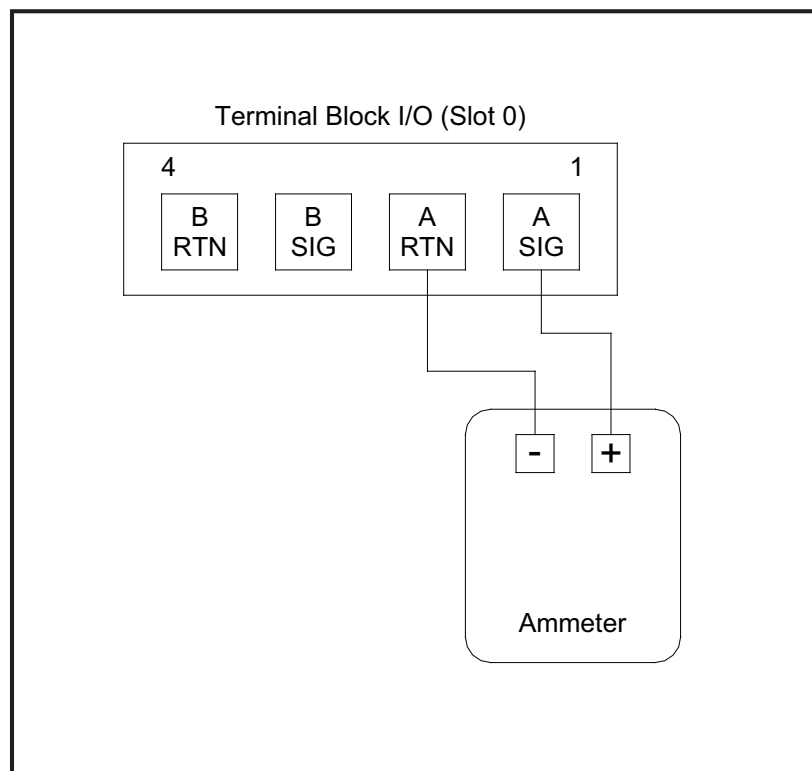 Terminal Block I/O (Slot 0)
4 1
B B A A
RTN SIG RTN SIG
- +
Ammeter